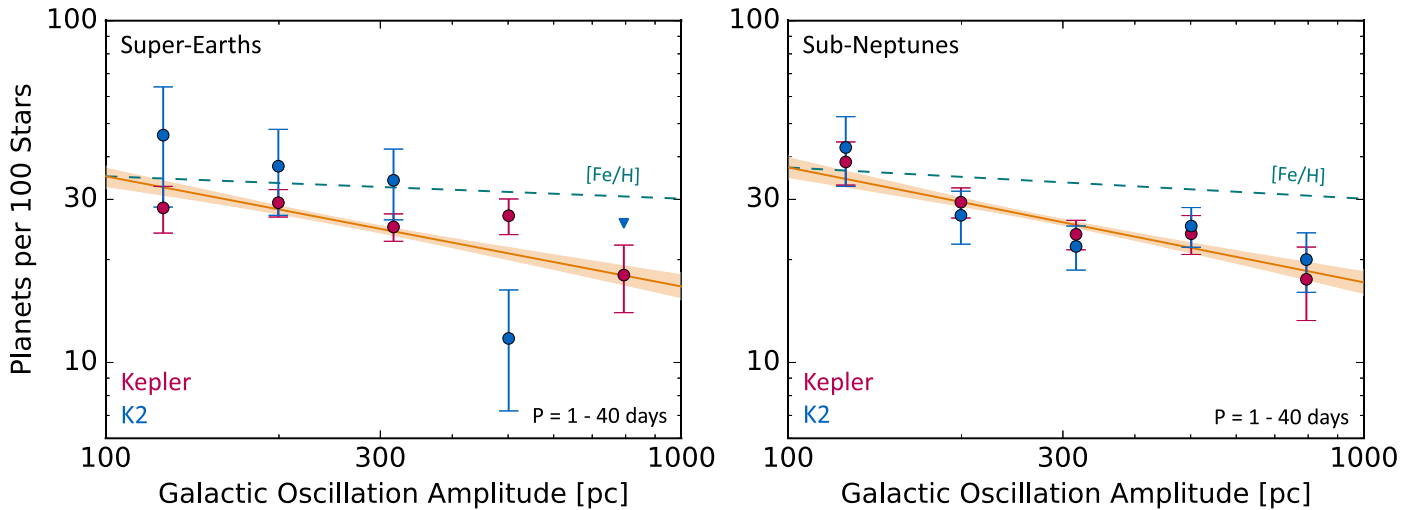 Planets per 100 Stars
100
30
10
Super-Earths
[Fe/H]
Kepler
K2
P = 1 - 40 days
100
300
1000
Galactic Oscillation Amplitude [pc]
100
30
10
Sub-Neptunes
[Fe/H]
Kepler
K2
P = 1 - 40 days
100
300
1000
Galactic Oscillation Amplitude [pc]